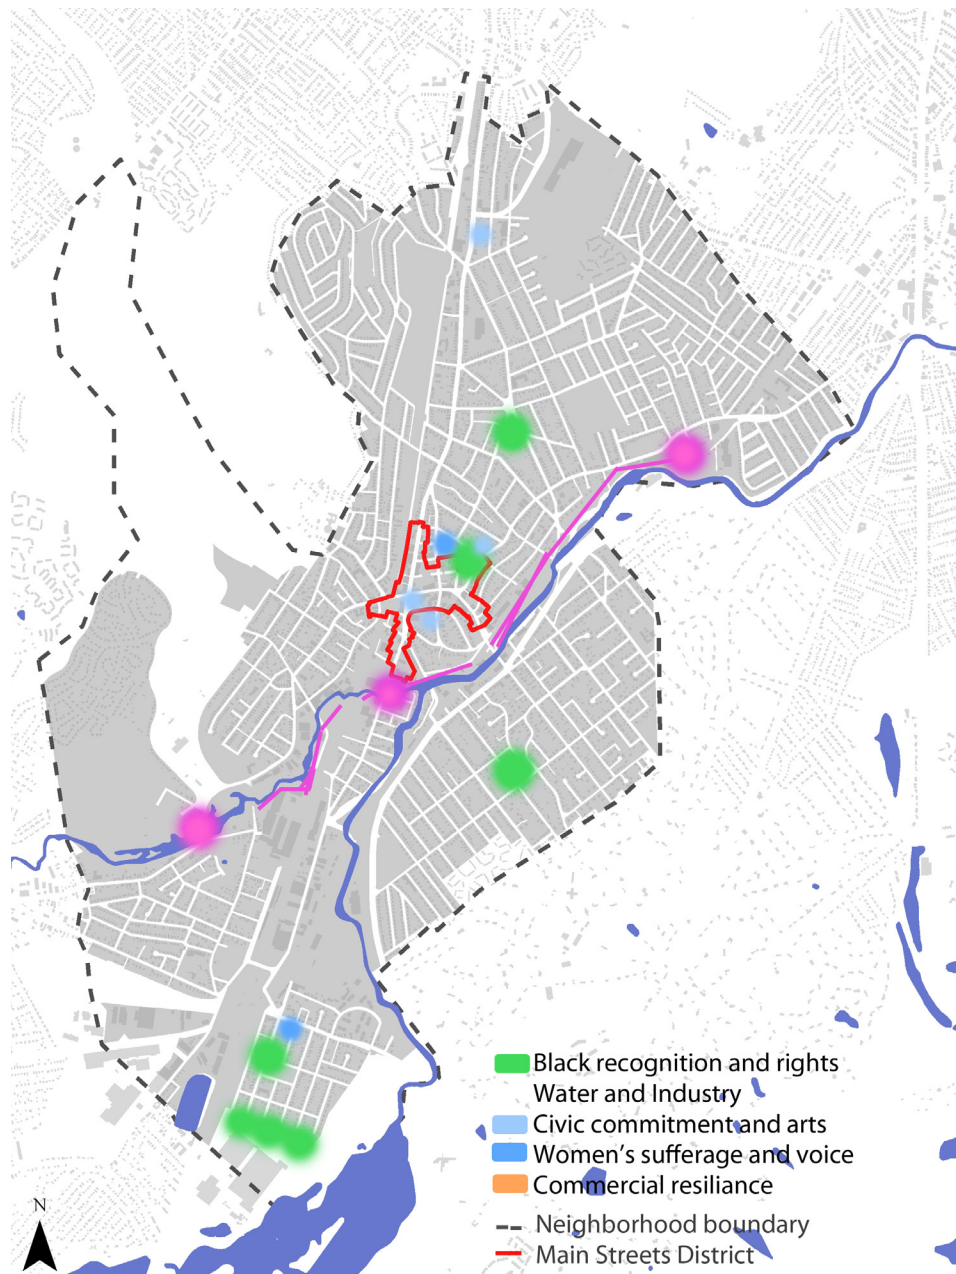 Black recognition and rights
Water and Industry
Civic commitment and arts
Women's sufferage and voice
Commercial resiliance
Neighborhood boundary
Main Streets District
N